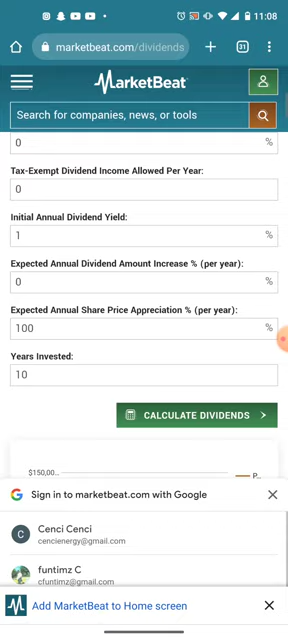 11:08
marketbeat.com/dividends
31
MarketBeat
Search for companies, news, or tools
0 %
Tax-Exempt Dividend Income Allowed Per Year:
0
Initial Annual Dividend Yield:
1 %
Expected Annual Dividend Amount Increase % (per year):
0 %
Expected Annual Share Price Appreciation % (per year):
100 %
Years Invested:
10
CALCULATE DIVIDENDS
$150,00... P...
Sign in to marketbeat.com with Google
C
Cenci Cenci
cencienergy@gmail.com
funtimz C
cfuntimz@gmail.com
Add MarketBeat to Home screen